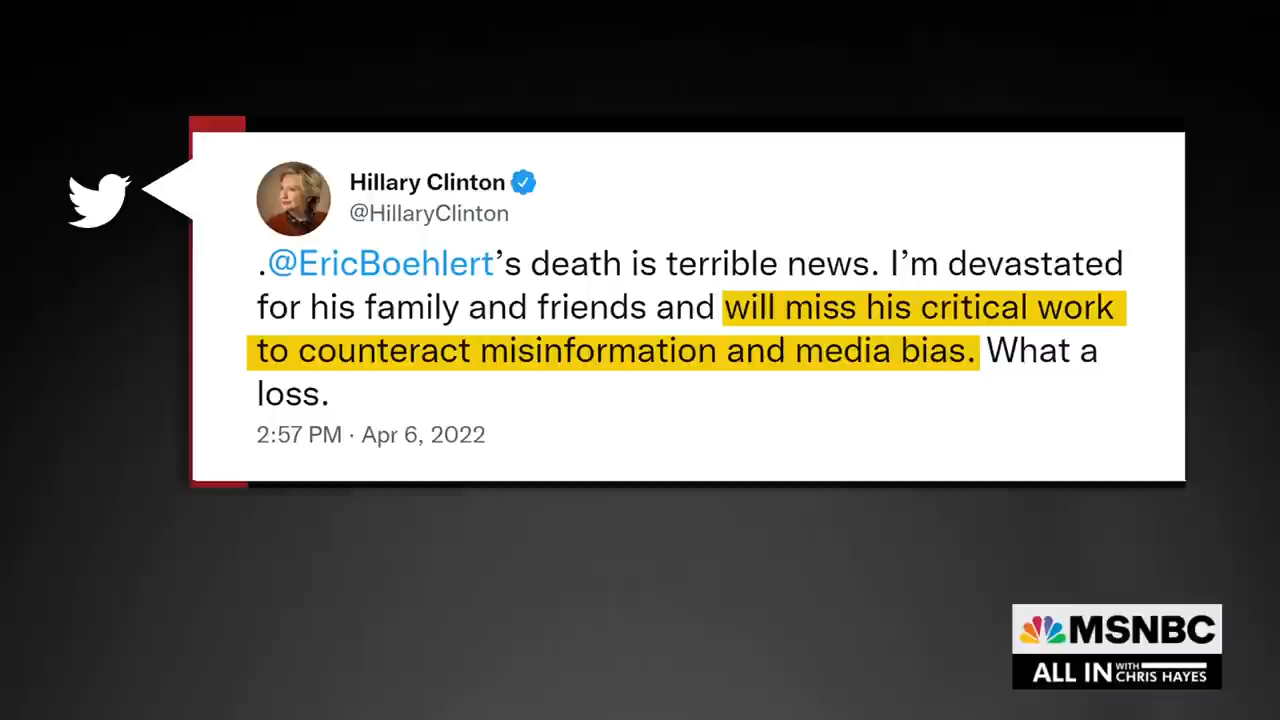 Hillary Clinton
@HillaryClinton
.@EricBoehlert’s death is terrible news. I’m devastated
for his family and friends and will miss his critical work
to counteract misinformation and media bias. What a
loss.
2:57 PM · Apr 6, 2022
MSNBC
ALL IN WITH CHRIS HAYES